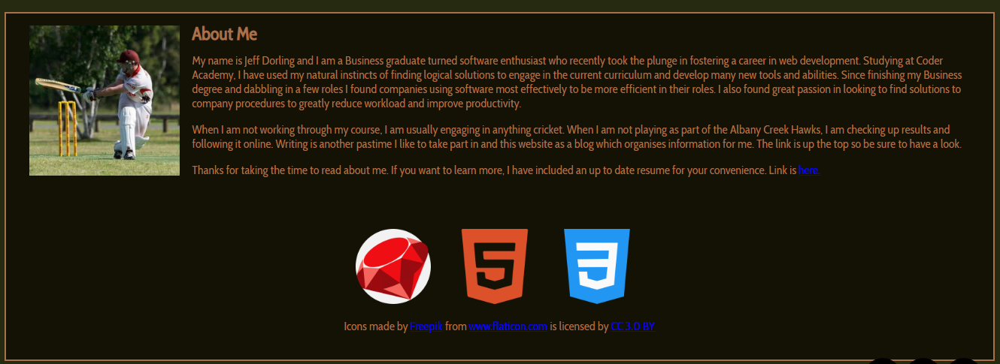 About Me
My name is Jeff Dorling and I am a Business graduate turned software enthusiast who recently took the plunge in fostering a career in web development. Studying at Coder
Academy, I have used my natural instincts of finding logical solutions to engage in the current curriculum and develop many new tools and abilities. Since finishing my Business
degree and dabbling in a few roles I found companies using software most effectively to be more efficient in their roles. I also found great passion in looking to find solutions to
company procedures to greatly reduce workload and improve productivity.
When I am not working through my course, I am usually engaging in anything cricket. When I am not playing as part of the Albany Creek Hawks, I am checking up results and
following it online. Writing is another pastime I like to take part in and this website as a blog which organises information for me. The link is up the top so be sure to have a look.
Thanks for taking the time to read about me. If you want to learn more, I have included an up to date resume for your convenience. Link is here.
Icons made by Freepik from www.flaticon.com is licensed by CC 3.0 BY